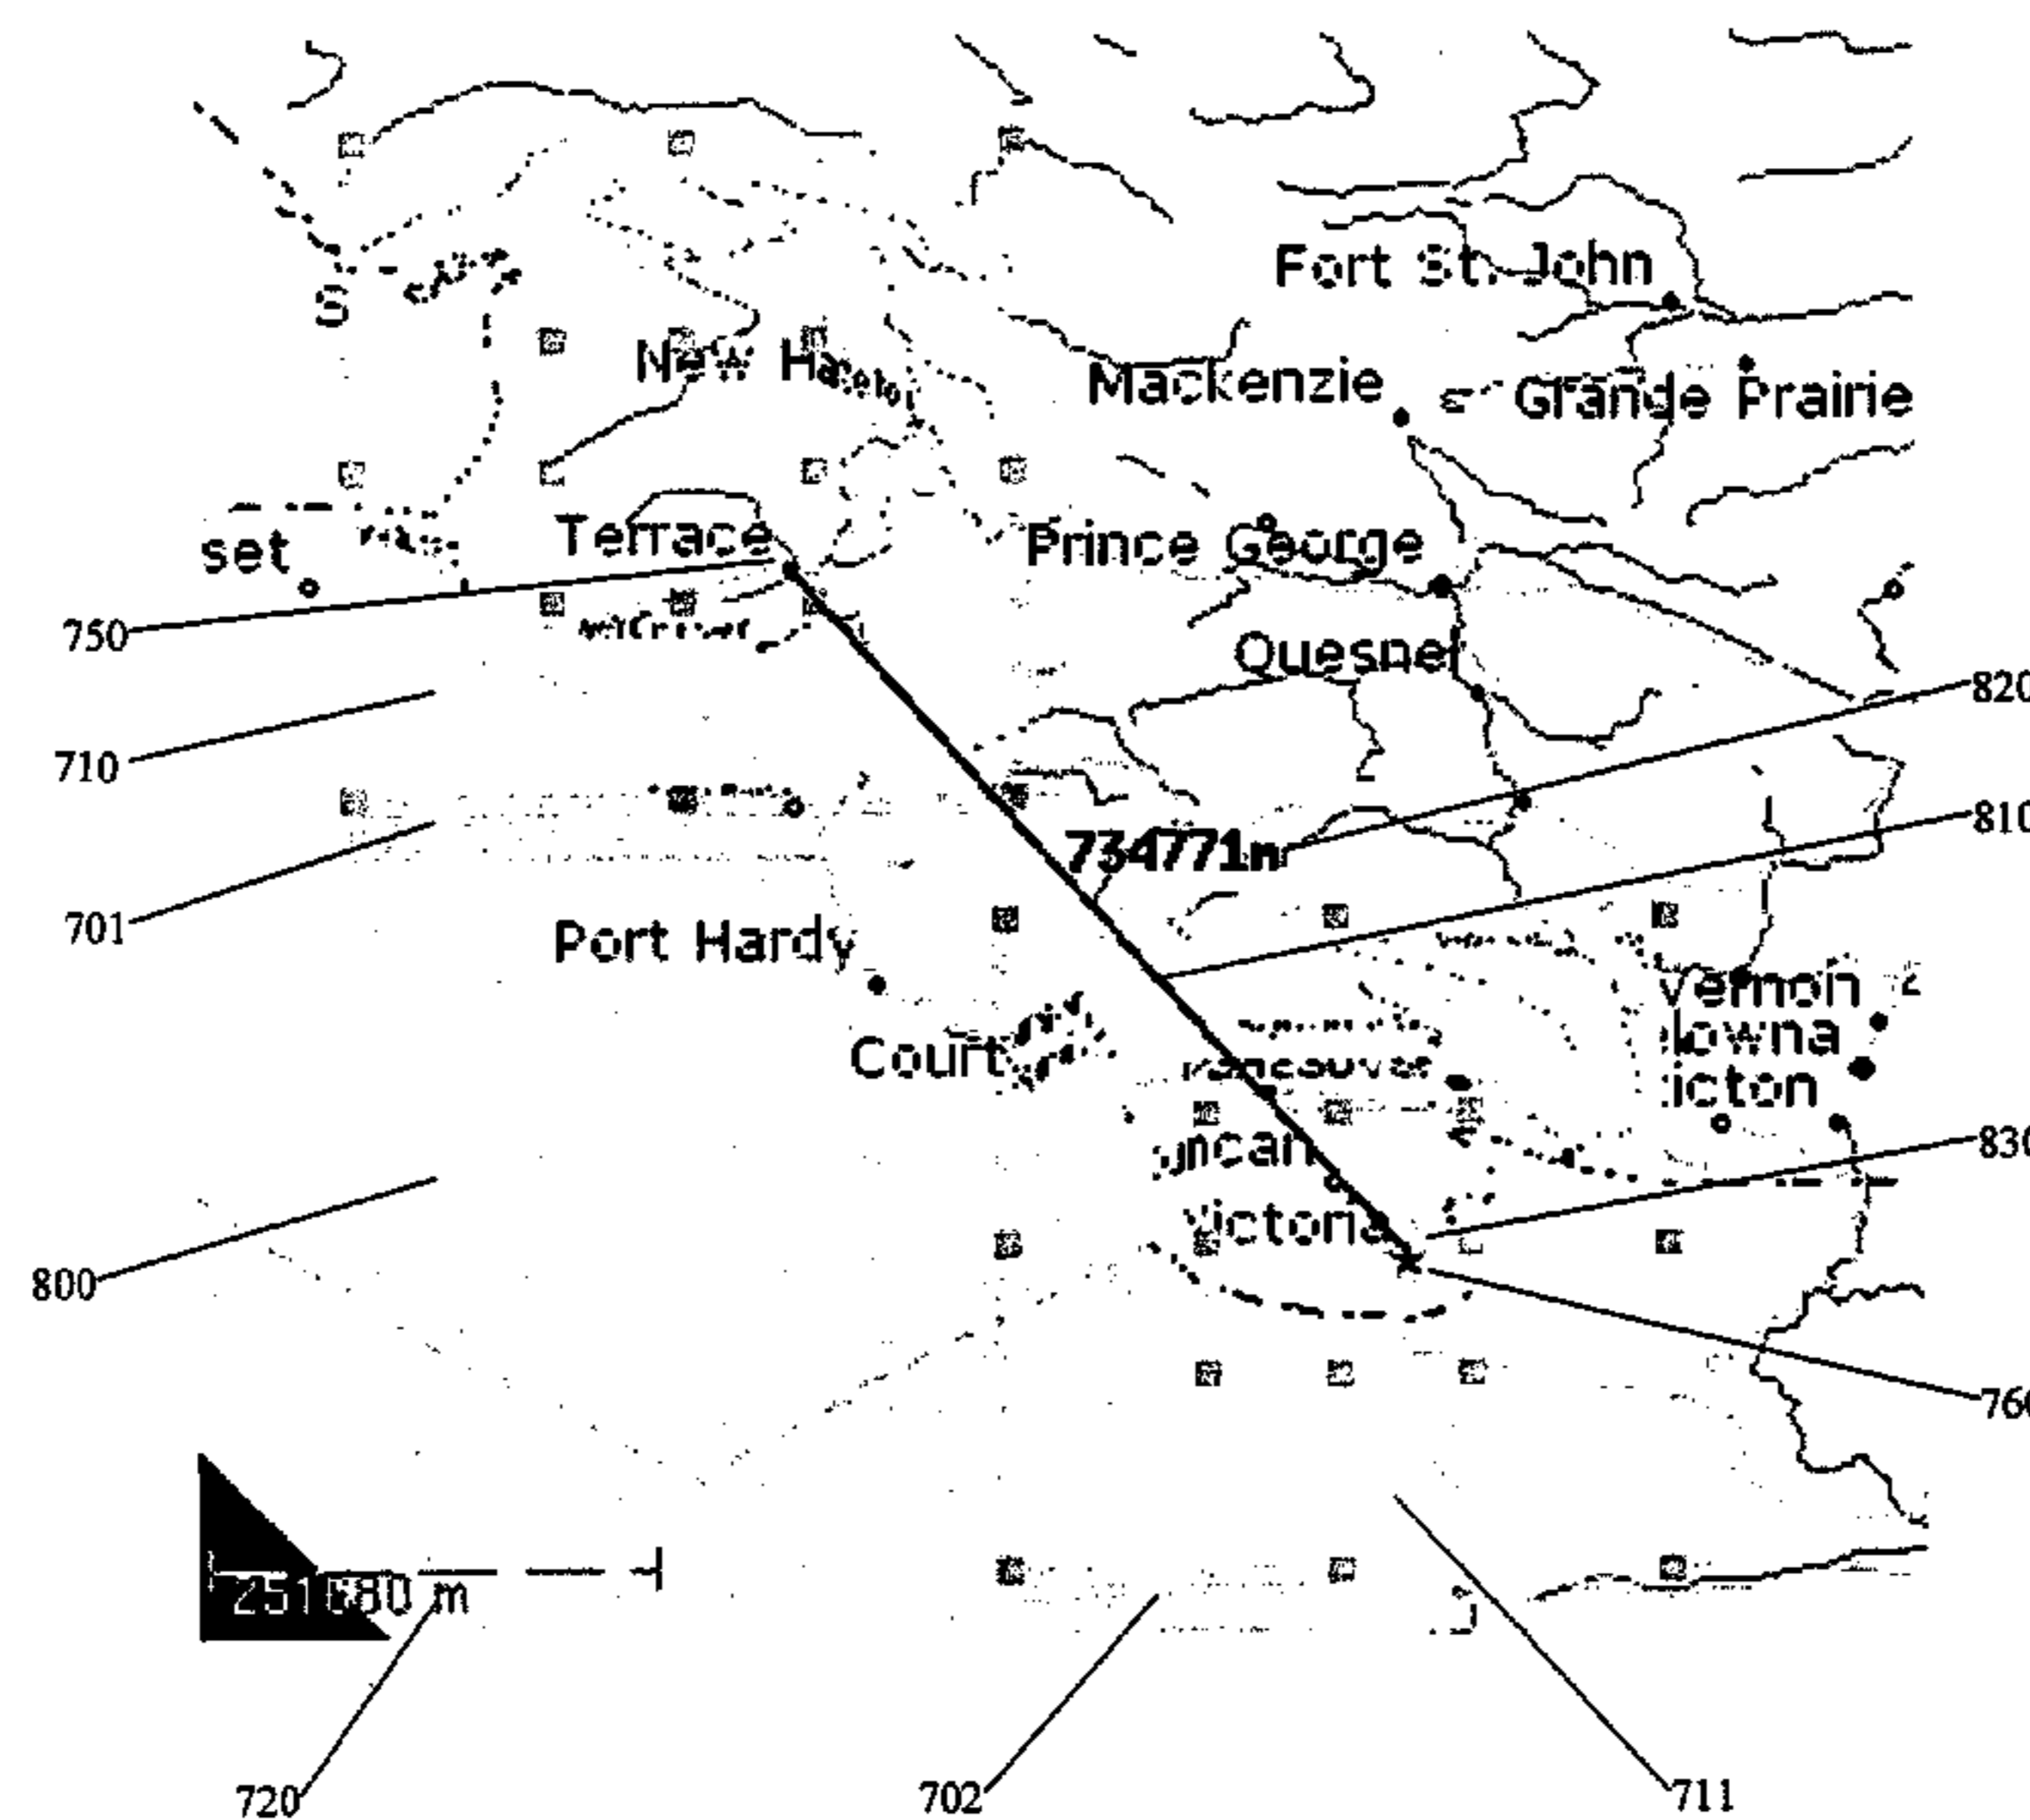 Fort St. John
New Ha
Mackenzie
Grande Prairie
set
Terrace
Prince George
750
Quesnel
820
710
810
734771m
701
Port Hardy
Vernon
Court
lowna
icton
830
ncan
Victoria
800
760
251680 m
720
702
711